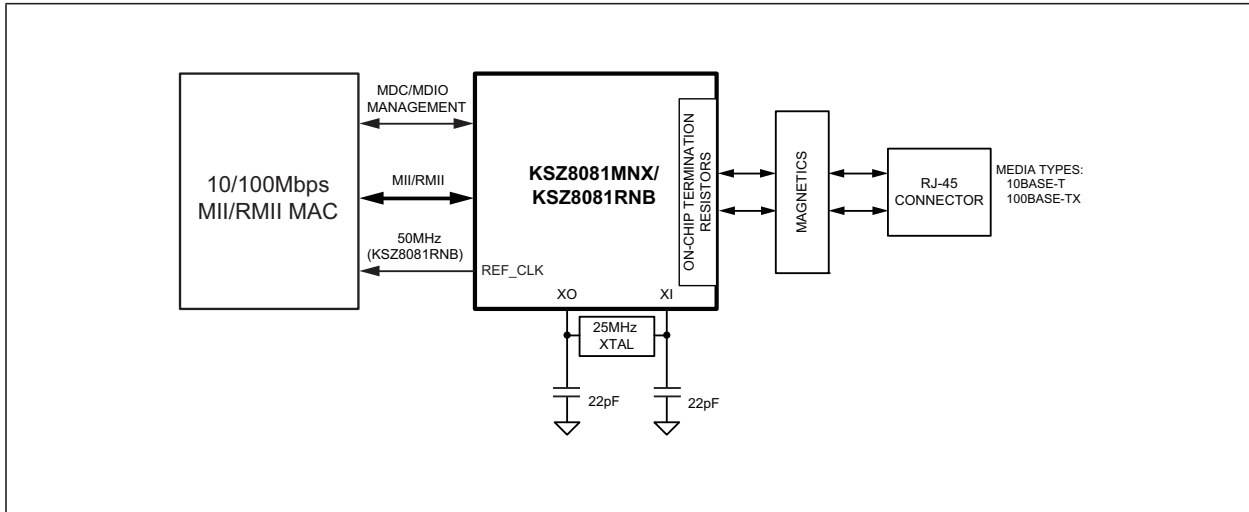 MDC/MDIO
MANAGEMENT
10/100Mbps
MII/RMII MAC
MII/RMII
50MHz
(KSZ8081RNB)
REF_CLK
KSZ8081MNX/
KSZ8081RNB
ON-CHIP TERMINATION
RESISTORS
XO
XI
25MHz
XTAL
22pF
22pF
MAGNETICS
RJ-45
CONNECTOR
MEDIA TYPES:
10BASE-T
100BASE-TX